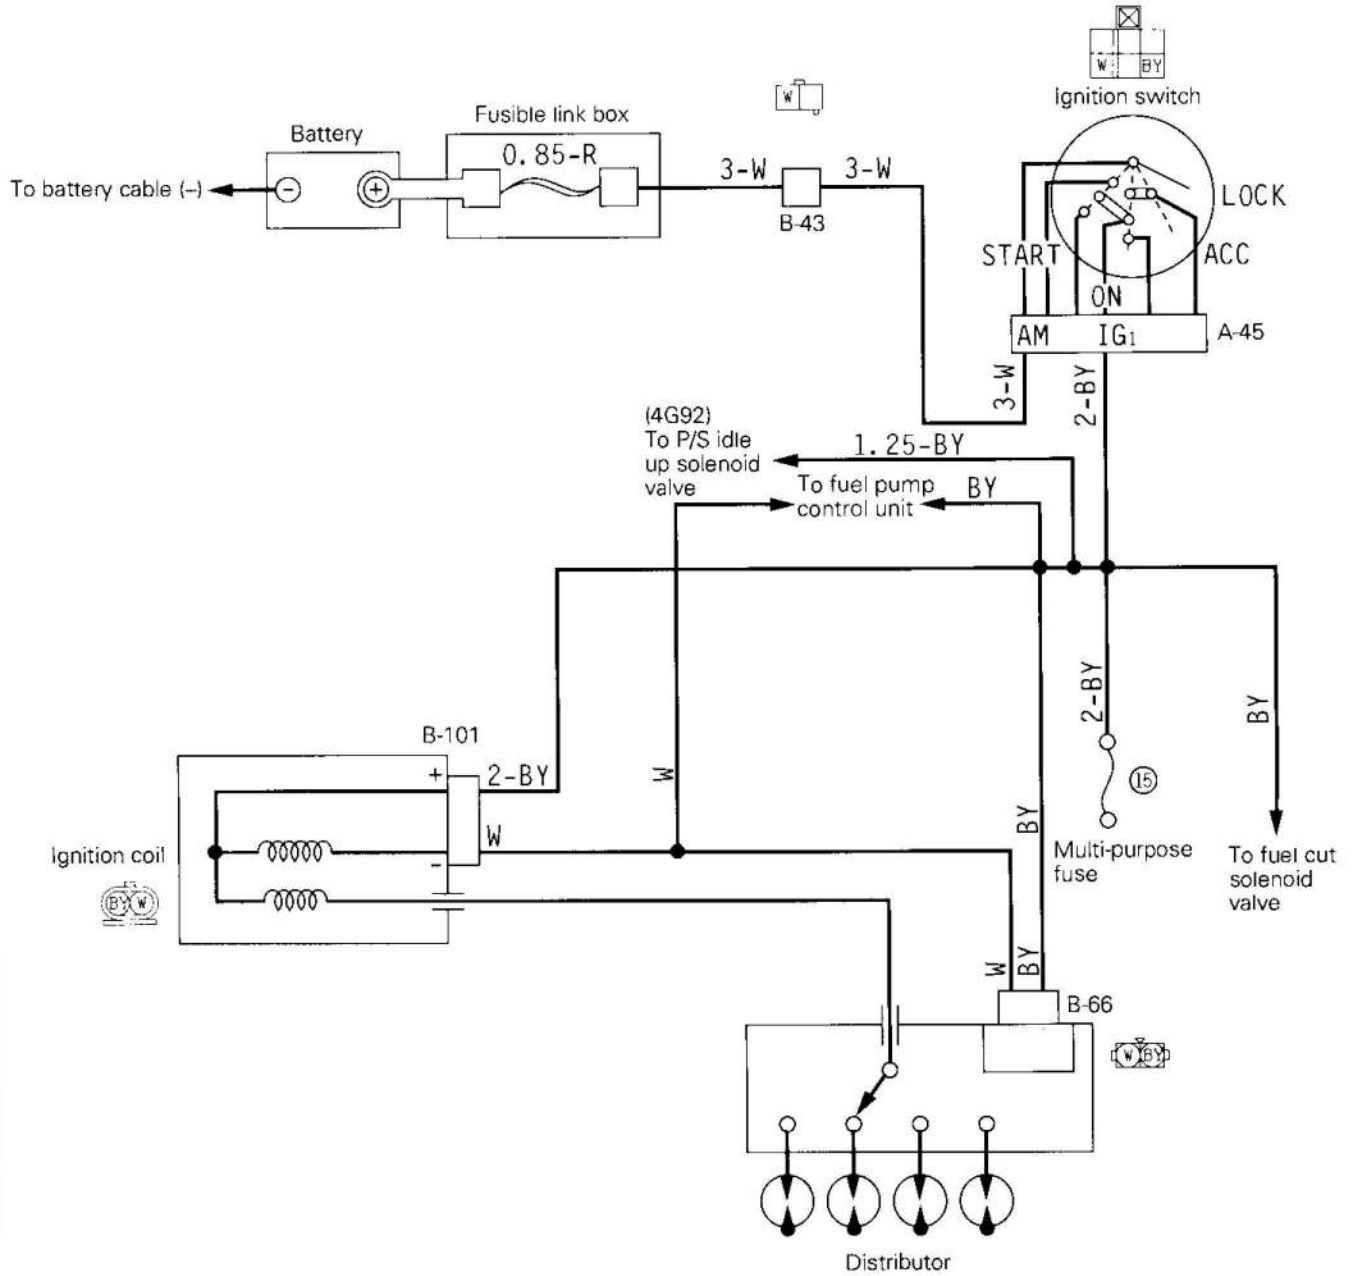 W BY
Ignition switch
W
Fusible link box
Battery
0.85-R
To battery cable (–)
− +
3-W
3-W
B-43
LOCK
START
ACC
ON
AM
IG1
A-45
3-W
2-BY
(4G92)
To P/S idle
up solenoid
valve
1.25-BY
To fuel pump
control unit
BY
2-BY
BY
B-101
+
2-BY
W
15
W
BY
-
Ignition coil
BY W
Multi-purpose
fuse
To fuel cut
solenoid
valve
W
BY
B-66
W BY
Distributor